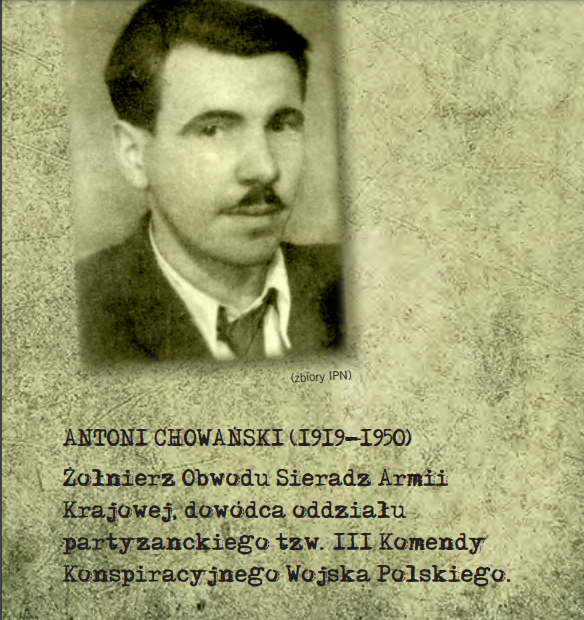 (zbiory IPN)
ANTONI CHOWAŃSKI (1919–1950)
Żołnierz Obwodu Sieradz Armii
Krajowej, dowódca oddziału
partyzanckiego tzw. III Komendy
Konspiracyjnego Wojska Polskiego.